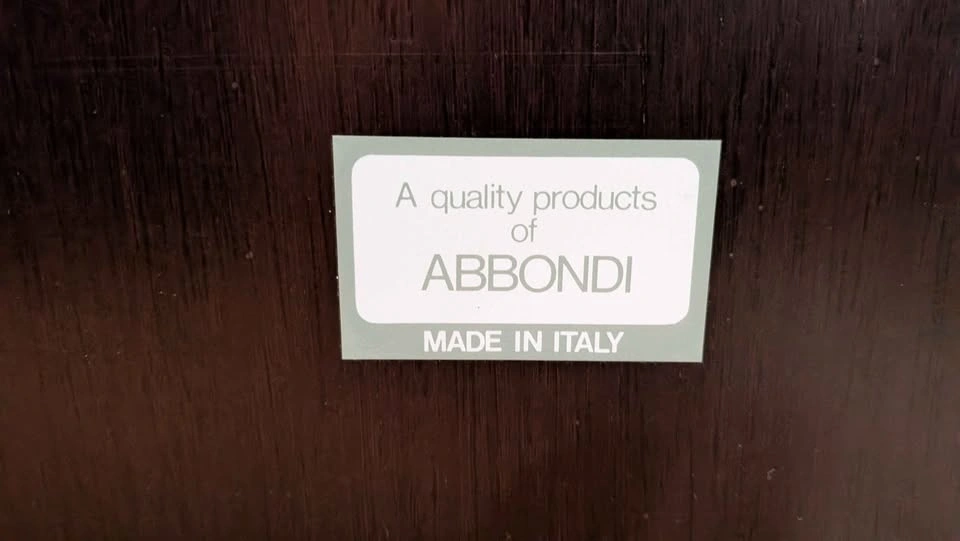 A quality products
of
ABBONDI
MADE IN ITALY